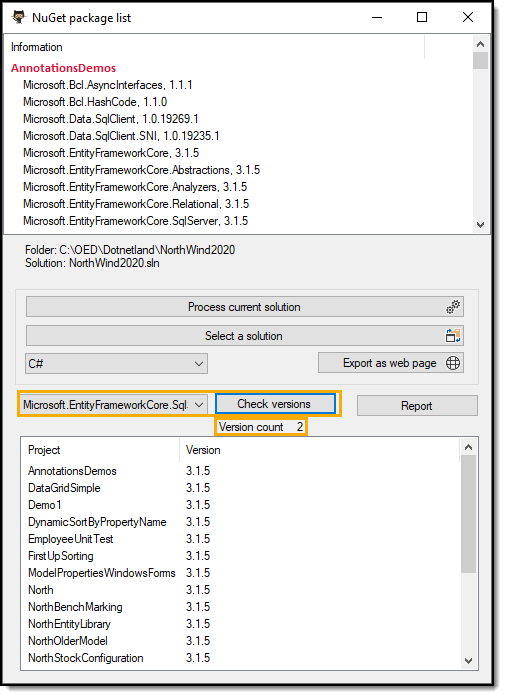 NuGet package list
Information
AnnotationsDemos
Microsoft.Bcl.AsyncInterfaces, 1.1.1
Microsoft.Bcl.HashCode, 1.1.0
Microsoft.Data.SqlClient, 1.0.19269.1
Microsoft.Data.SqlClient.SNI, 1.0.19235.1
Microsoft.EntityFrameworkCore, 3.1.5
Microsoft.EntityFrameworkCore.Abstractions, 3.1.5
Microsoft.EntityFrameworkCore.Analyzers, 3.1.5
Microsoft.EntityFrameworkCore.Relational, 3.1.5
Microsoft.EntityFrameworkCore.SqlServer, 3.1.5
Folder: C:\OED\Dotnetland\NorthWind2020
Solution: NorthWind2020.sln
Process current solution
Select a solution
C# Export as web page
Microsoft.EntityFrameworkCore.Sql Check versions Report
Version count 2
Project Version
AnnotationsDemos 3.1.5
DataGridSimple 3.1.5
Demo1 3.1.5
DynamicSortByPropertyName 3.1.5
EmployeeUnitTest 3.1.5
FirstUpSorting 3.1.5
ModelPropertiesWindowsForms 3.1.5
North 3.1.5
NorthBenchMarking 3.1.5
NorthEntityLibrary 3.1.5
NorthOlderModel 3.1.5
NorthStockConfiguration 3.1.5